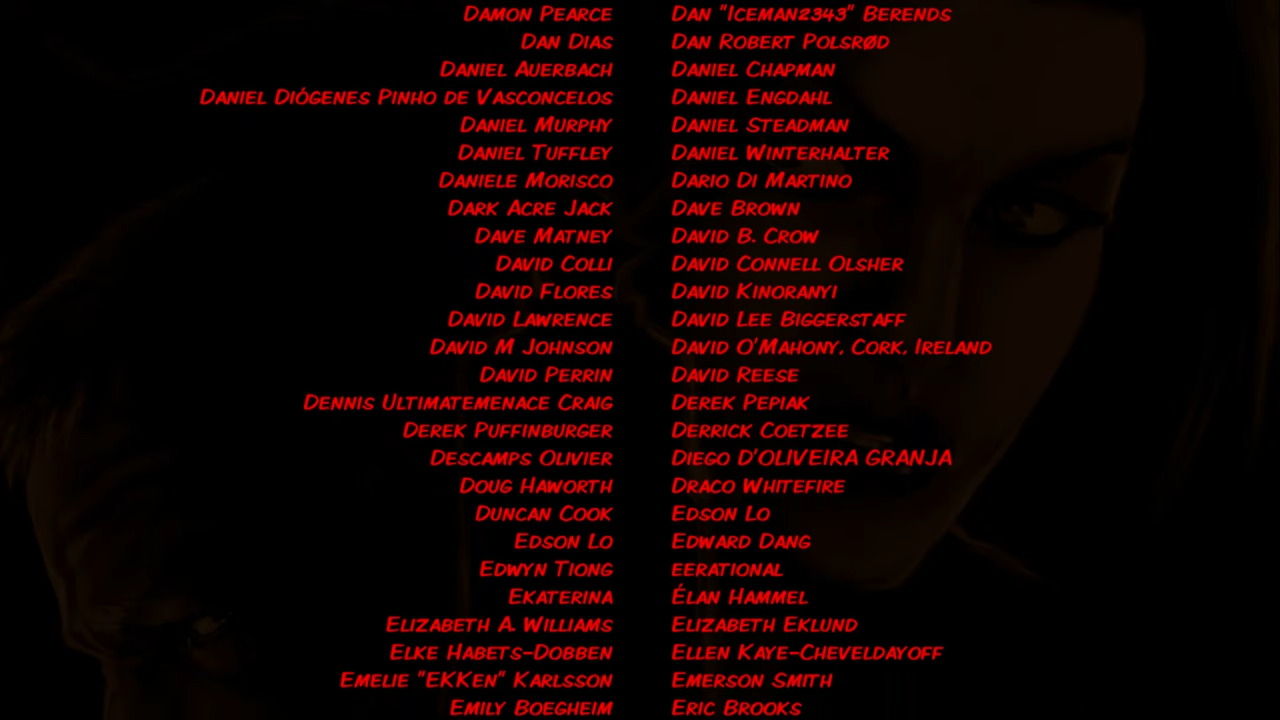 Damon Pearce Dan "Iceman2343" Berends
Dan Dias Dan Robert Polsrød
Daniel Auerbach Daniel Chapman
Daniel Diógenes Pinho de Vasconcelos Daniel Engdahl
Daniel Murphy Daniel Steadman
Daniel Tuffley Daniel Winterhalter
Daniele Morisco Dario Di Martino
Dark Acre Jack Dave Brown
Dave Matney David B. Crow
David Colli David Connell Olsher
David Flores David Kinoranyi
David Lawrence David Lee Biggerstaff
David M Johnson David O'Mahony, Cork, Ireland
David Perrin David Reese
Dennis Ultimatemenace Craig Derek Pepiak
Derek Puffinburger Derrick Coetzee
Descamps Olivier Diego D'OLIVEIRA GRANJA
Doug Haworth Draco Whitefire
Duncan Cook Edson Lo
Edson Lo Edward Dang
Edwyn Tiong eerational
Ekaterina Élan Hammel
Elizabeth A. Williams Elizabeth Eklund
Elke Habets-Dobben Ellen Kaye-Cheveldayoff
Emelie "EKKen" Karlsson Emerson Smith
Emily Boegheim Eric Brooks